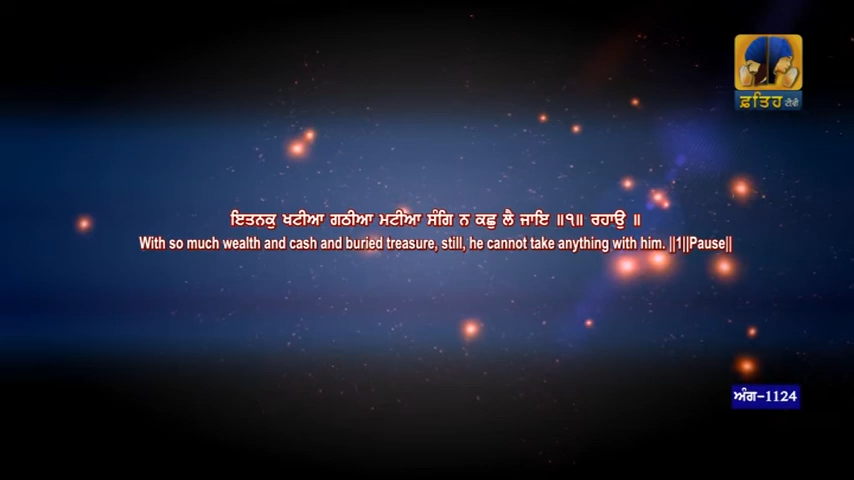 ਫ਼ਤਿਹ ਟੀਵੀ
ਇਤਨਕੁ ਖਟੀਆ ਗਠੀਆ ਮਟੀਆ ਸੰਗਿ ਨ ਕਛੁ ਲੈ ਜਾਇ ॥੧॥ ਰਹਾਉ ॥
With so much wealth and cash and buried treasure, still, he cannot take anything with him. ||1||Pause||
ਅੰਗ-1124